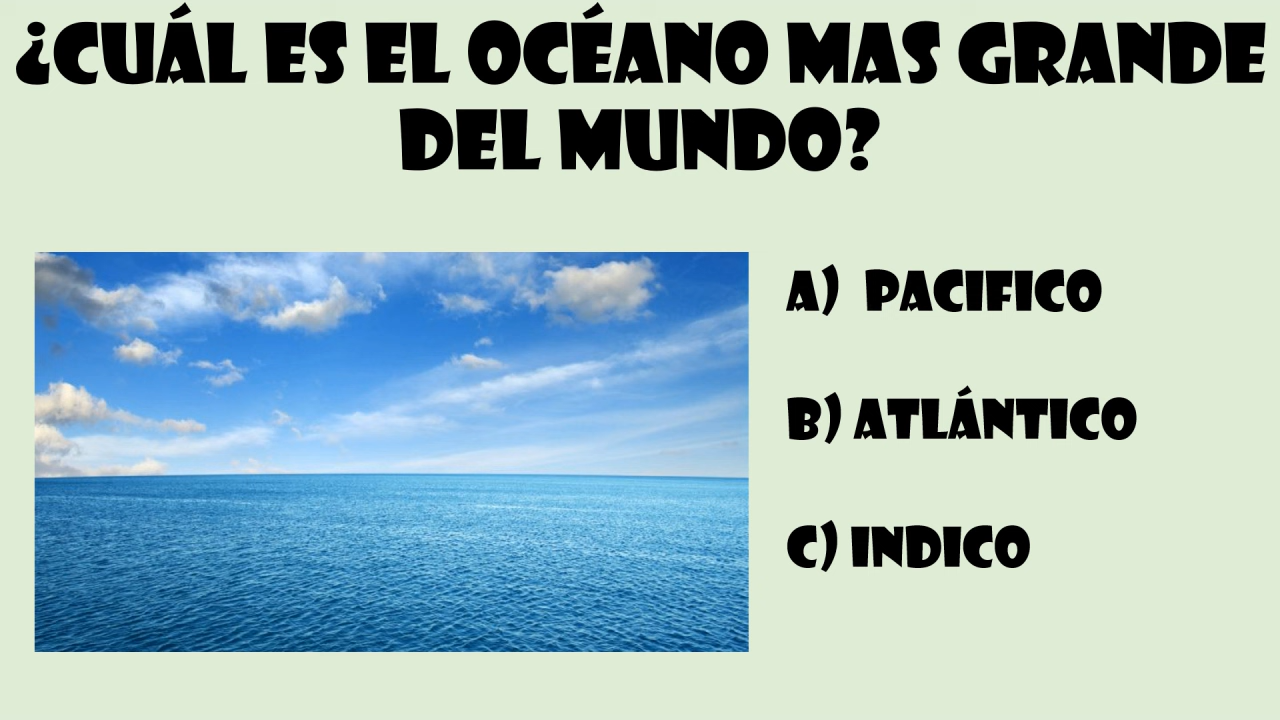 ¿CUÁL ES EL OCÉANO MAS GRANDE
DEL MUNDO?
A) PACIFICO
B) ATLÁNTICO
C) INDICO